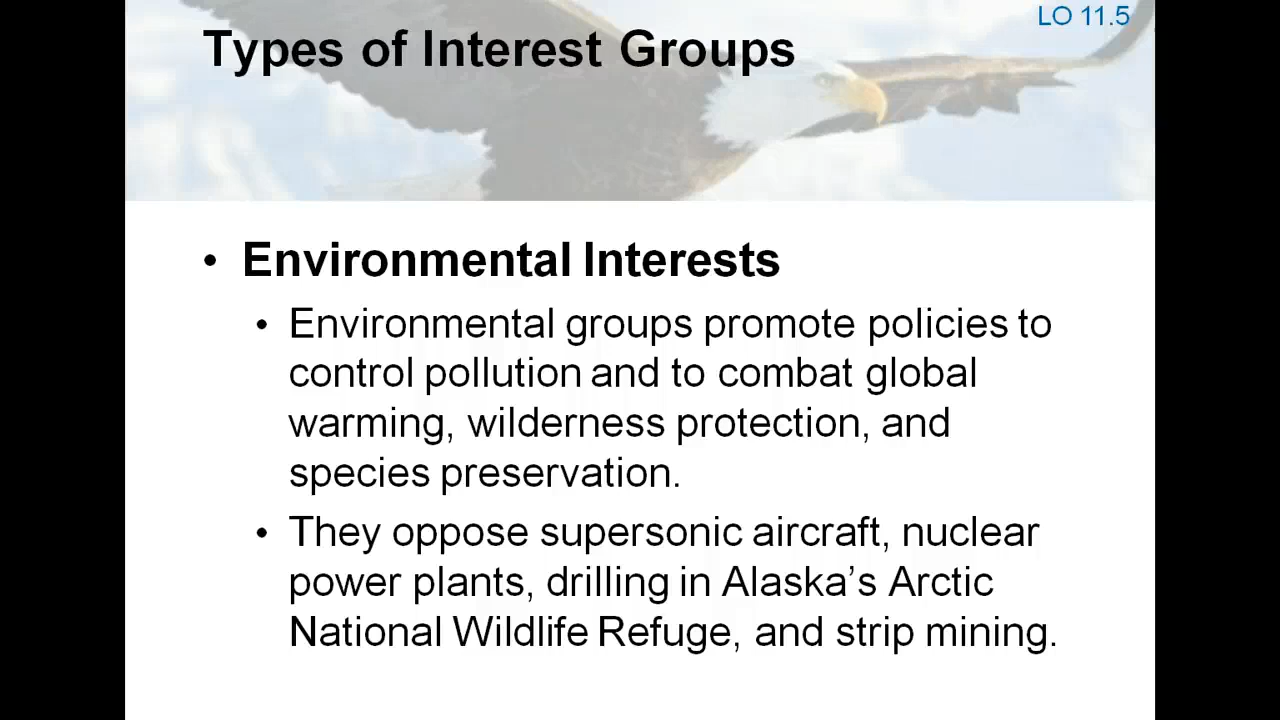 LO 11.5
Types of Interest Groups
• Environmental Interests
• Environmental groups promote policies to
control pollution and to combat global
warming, wilderness protection, and
species preservation.
• They oppose supersonic aircraft, nuclear
power plants, drilling in Alaska’s Arctic
National Wildlife Refuge, and strip mining.